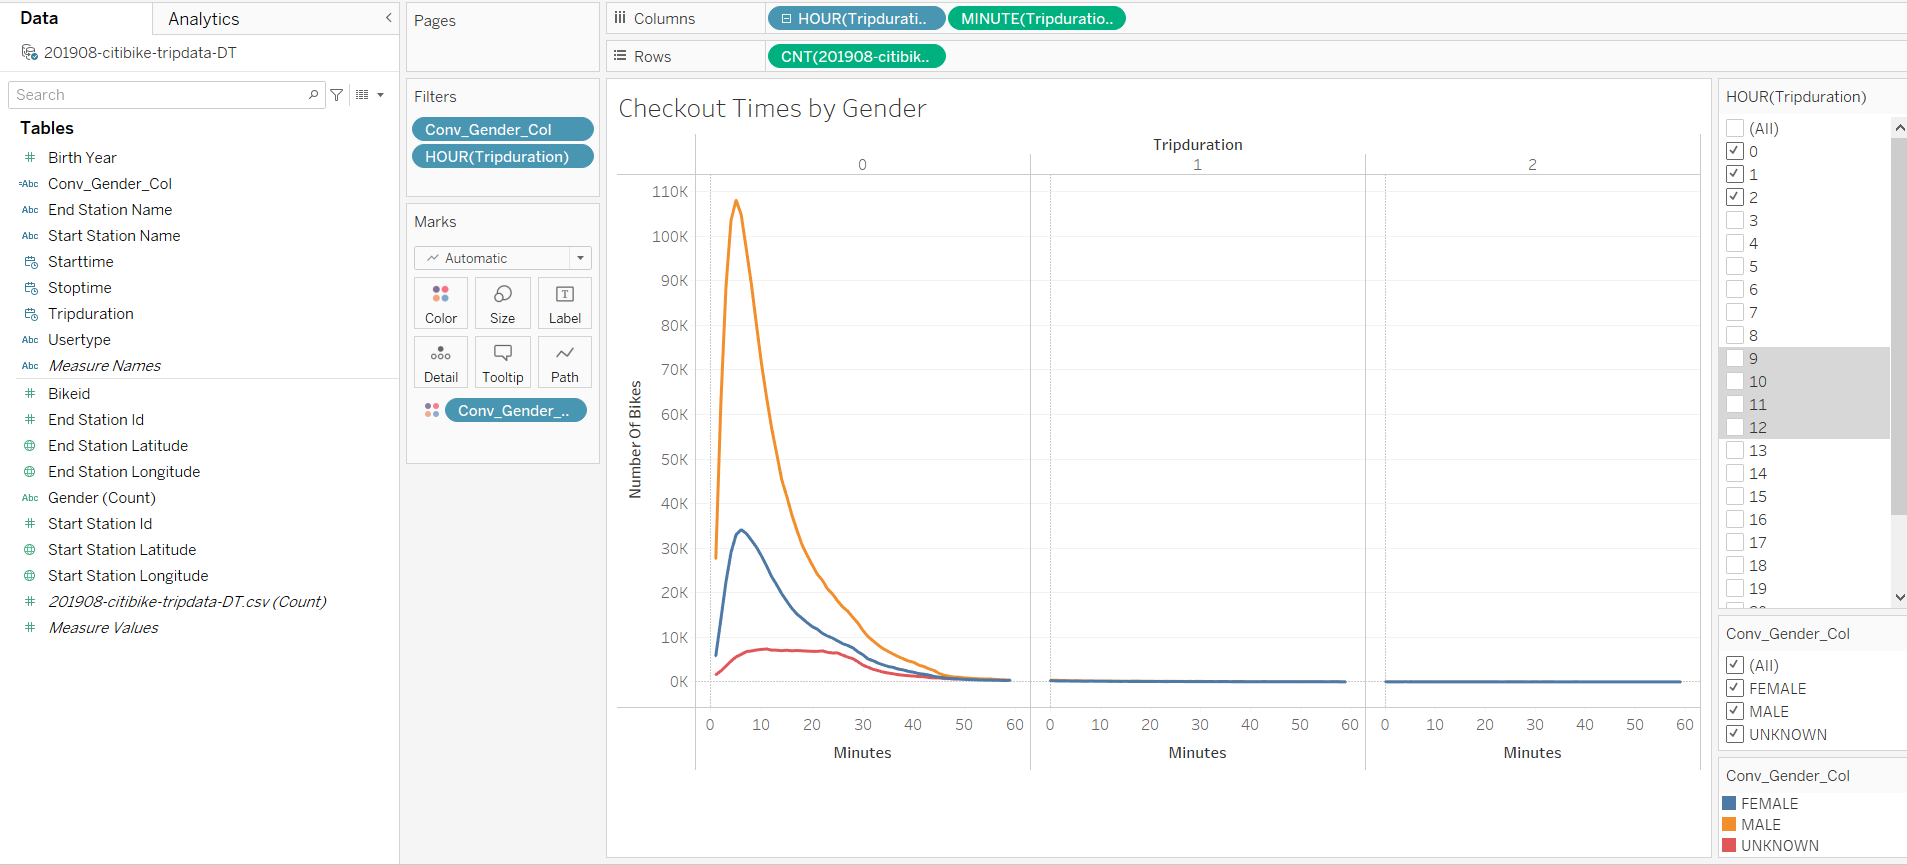 Data
Analytics
201908-citibike-tripdata-DT
Search
Tables
Birth Year
=Abc Conv_Gender_Col
Abc End Station Name
Abc Start Station Name
Starttime
Stoptime
Tripduration
Abc Usertype
Abc Measure Names
Bikeid
# End Station Id
End Station Latitude
End Station Longitude
Abc Gender (Count)
# Start Station Id
Start Station Latitude
Start Station Longitude
# 201908-citibike-tripdata-DT.csv (Count)
# Measure Values
Pages
Filters
Conv_Gender_Col
HOUR(Tripduration)
Marks
Automatic
Color Size Label
Detail Tooltip Path
Conv_Gender_..
Columns HOUR(Tripdurati.. MINUTE(Tripduratio..
Rows CNT(201908-citibik..
Checkout Times by Gender
Tripduration
0 1 2
Number Of Bikes
110K
100K
90K
80K
70K
60K
50K
40K
30K
20K
10K
0K
0 10 20 30 40 50 60 0 10 20 30 40 50 60 0 10 20 30 40 50 60
Minutes Minutes Minutes
HOUR(Tripduration)
(All)
0
1
2
3
4
5
6
7
8
9
10
11
12
13
14
15
16
17
18
19
Conv_Gender_Col
(All)
FEMALE
MALE
UNKNOWN
Conv_Gender_Col
FEMALE
MALE
UNKNOWN